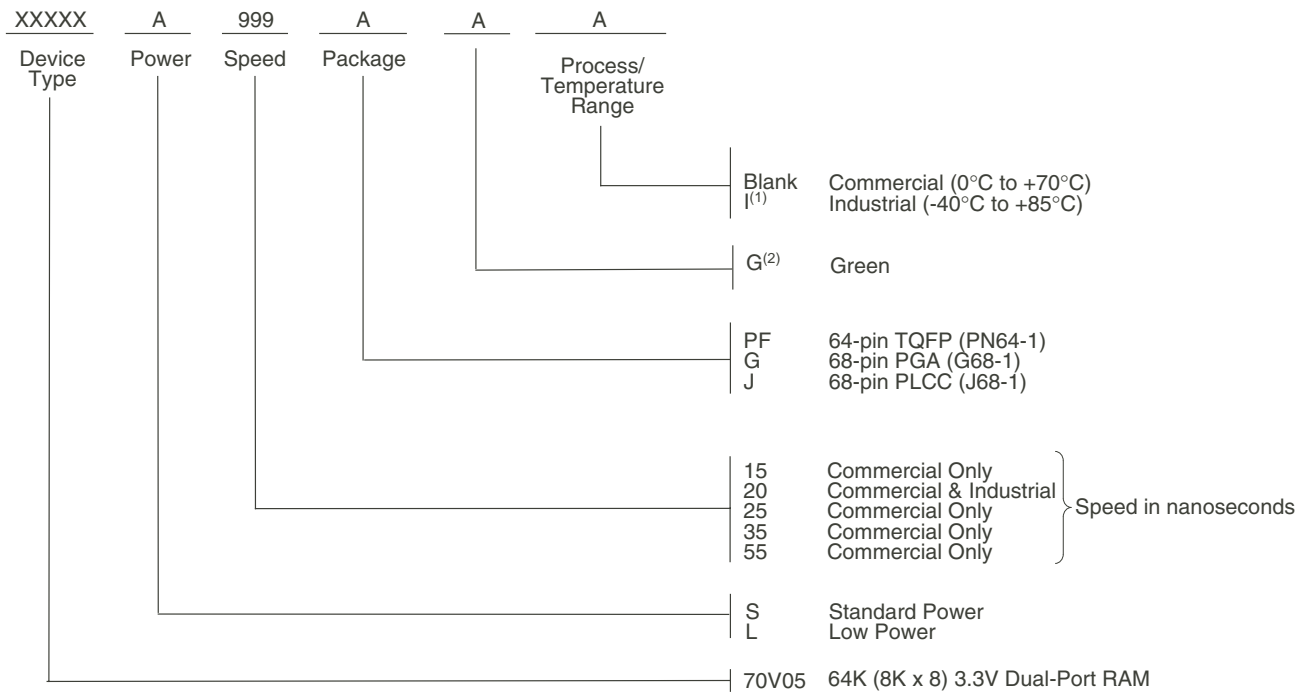 XXXXX A 999 A A A
Device Type
Power
Speed
Package
Process/
Temperature
Range
Blank Commercial (0°C to +70°C)
I(1) Industrial (-40°C to +85°C)
G(2) Green
PF 64-pin TQFP (PN64-1)
G 68-pin PGA (G68-1)
J 68-pin PLCC (J68-1)
15 Commercial Only
20 Commercial & Industrial
25 Commercial Only
35 Commercial Only
55 Commercial Only
Speed in nanoseconds
S Standard Power
L Low Power
70V05 64K (8K x 8) 3.3V Dual-Port RAM